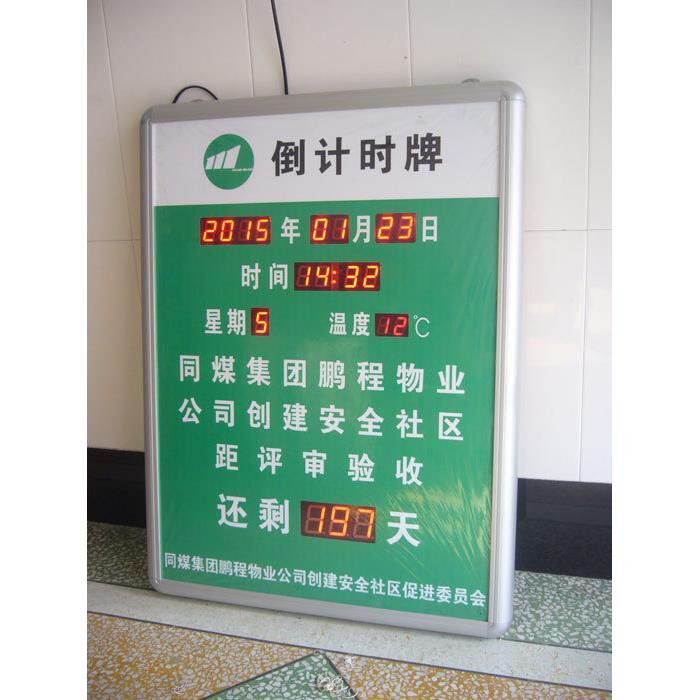 倒计时牌
2015年01月23日
时间14:32
星期5 温度12℃
同煤集团鹏程物业
公司创建安全社区
距评审验收
还剩197天
同煤集团鹏程物业公司创建安全社区促进委员会